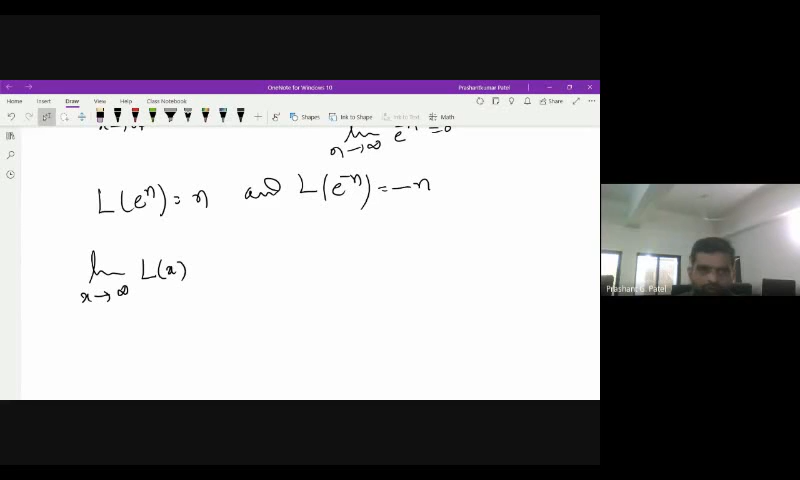 OneNote for Windows 10
Prashantkumar Patel
Home Insert Draw View Help Class Notebook
Share
Shapes Ink to Shape Ink to Text Math
lim e^-n = 0
n→∞
L(e^n) = n and L(e^-n) = -n
lim L(x)
x→∞
Prashant G. Patel